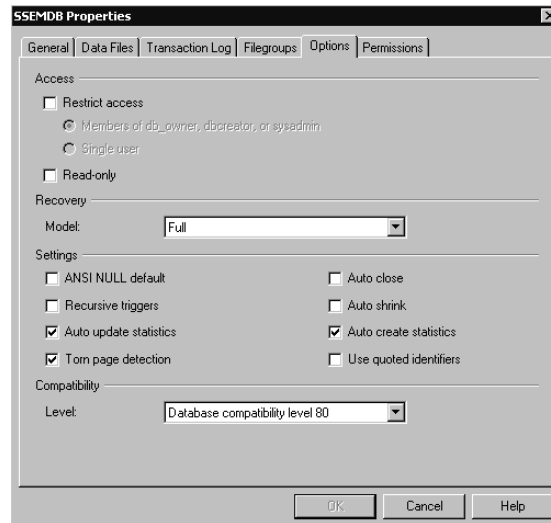 SSEMDB Properties
General Data Files Transaction Log Filegroups Options Permissions
Access
Restrict access
Members of db_owner, dbcreator, or sysadmin
Single user
Read-only
Recovery
Model: Full
Settings
ANSI NULL default Auto close
Recursive triggers Auto shrink
Auto update statistics Auto create statistics
Torn page detection Use quoted identifiers
Compatibility
Level: Database compatibility level 80
OK Cancel Help